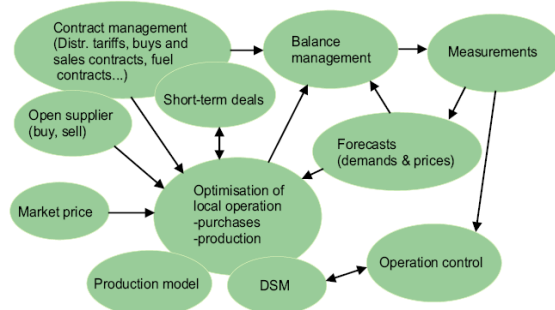 Contract management
(Distr. tariffs, buys and
sales contracts, fuel
contracts...)
Balance
management
Measurements
Short-term deals
Open supplier
(buy, sell)
Forecasts
(demands & prices)
Optimisation of
local operation
-purchases
-production
Market price
Operation control
Production model
DSM